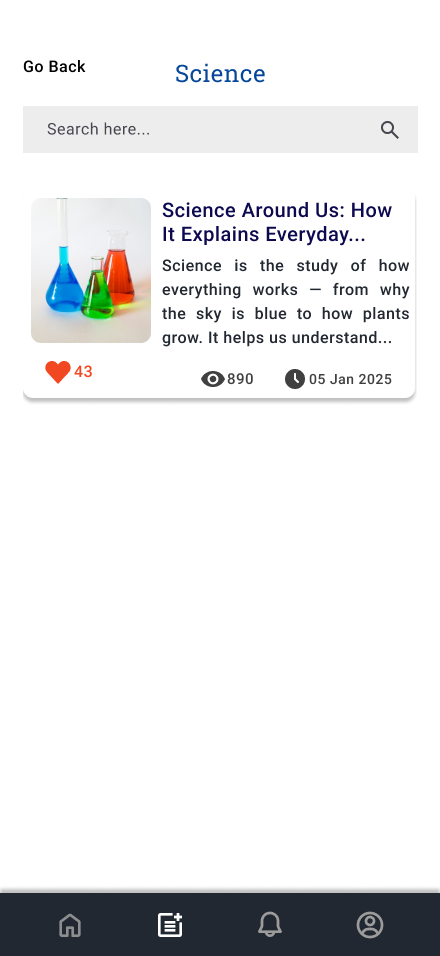 Go Back
Science
Search here...
Science Around Us: How
It Explains Everyday...
Science is the study of how
everything works — from why
the sky is blue to how plants
grow. It helps us understand...
43
890
05 Jan 2025